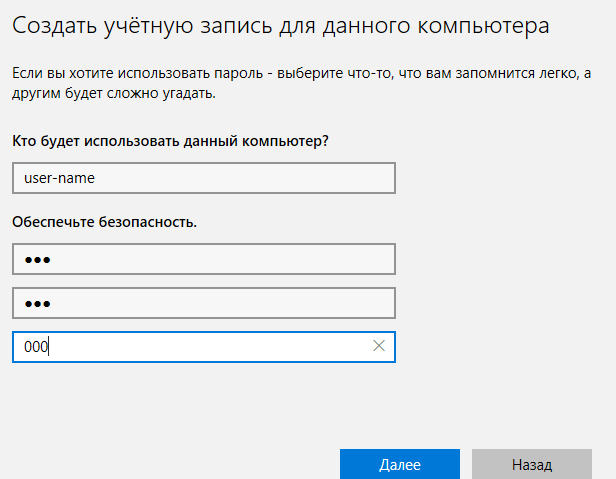 Создать учётную запись для данного компьютера
Если вы хотите использовать пароль - выберите что-то, что вам запомнится легко, а
другим будет сложно угадать.
Кто будет использовать данный компьютер?
user-name
Обеспечьте безопасность.
●●●
●●●
000
Далее
Назад